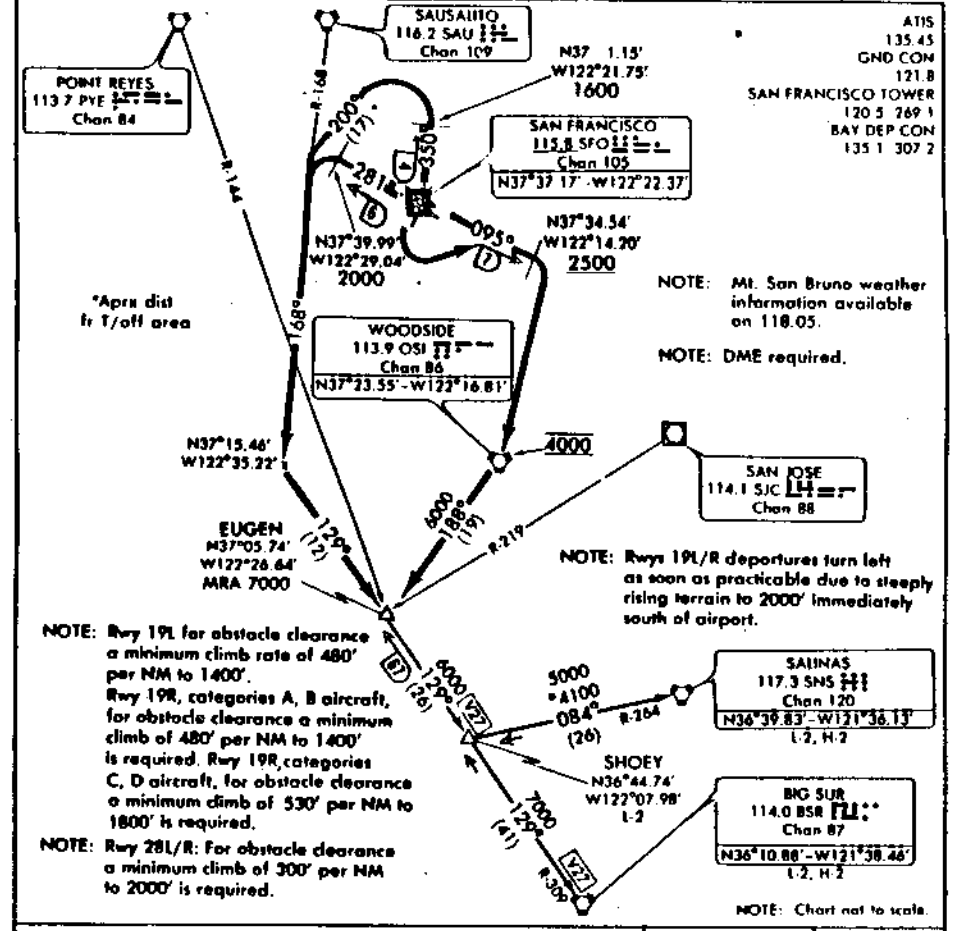 SAUSALITO
116.2 SAU
Chan 109
POINT REYES
113.7 PYE
Chan 84
ATIS
135.45
GND CON
121.8
SAN FRANCISCO TOWER
120.5 269.1
BAY DEP CON
135.1 307.2
N37 1.15'
W122°21.75'
1600
R-168
200°
(17)
350°
4
SAN FRANCISCO
115.8 SFO
Chan 105
N37°37.17'-W122°22.37'
281°
6
R-144
N37°39.99'
W122°29.04'
2000
095°
7
N37°34.54'
W122°14.20'
2500
*Aprx dist
fr T/off area
NOTE: Mt. San Bruno weather
information available
on 118.05.
NOTE: DME required.
168°
WOODSIDE
113.9 OSI
Chan 86
N37°23.55'-W122°16.81'
4000
N37°15.46'
W122°35.22'
SAN JOSE
114.1 SJC
Chan 88
6000
188°
(19)
R-219
129°
(12)
EUGEN
N37°05.74'
W122°26.64'
MRA 7000
NOTE: Rwys 19L/R departures turn left
as soon as practicable due to steeply
rising terrain to 2000' immediately
south of airport.
NOTE: Rwy 19L for obstacle clearance
a minimum climb rate of 480'
per NM to 1400'.
Rwy 19R, categories A, B aircraft,
for obstacle clearance a minimum
climb of 480' per NM to 1400'
is required. Rwy 19R, categories
C, D aircraft, for obstacle clearance
a minimum climb of 530' per NM to
1800' is required.
NOTE: Rwy 28L/R: For obstacle clearance
a minimum climb of 300' per NM
to 2000' is required.
67
6000
129°
(26)
V27
5000
*4100
084°
(26)
R-264
SALINAS
117.3 SNS
Chan 120
N36°39.83'-W121°36.13'
L-2, H-2
SHOEY
N36°44.74'
W122°07.98'
L-2
7000
129°
(41)
V27
R-309
BIG SUR
114.0 BSR
Chan 87
N36°10.88'-W121°38.46'
L-2, H-2
NOTE: Chart not to scale.